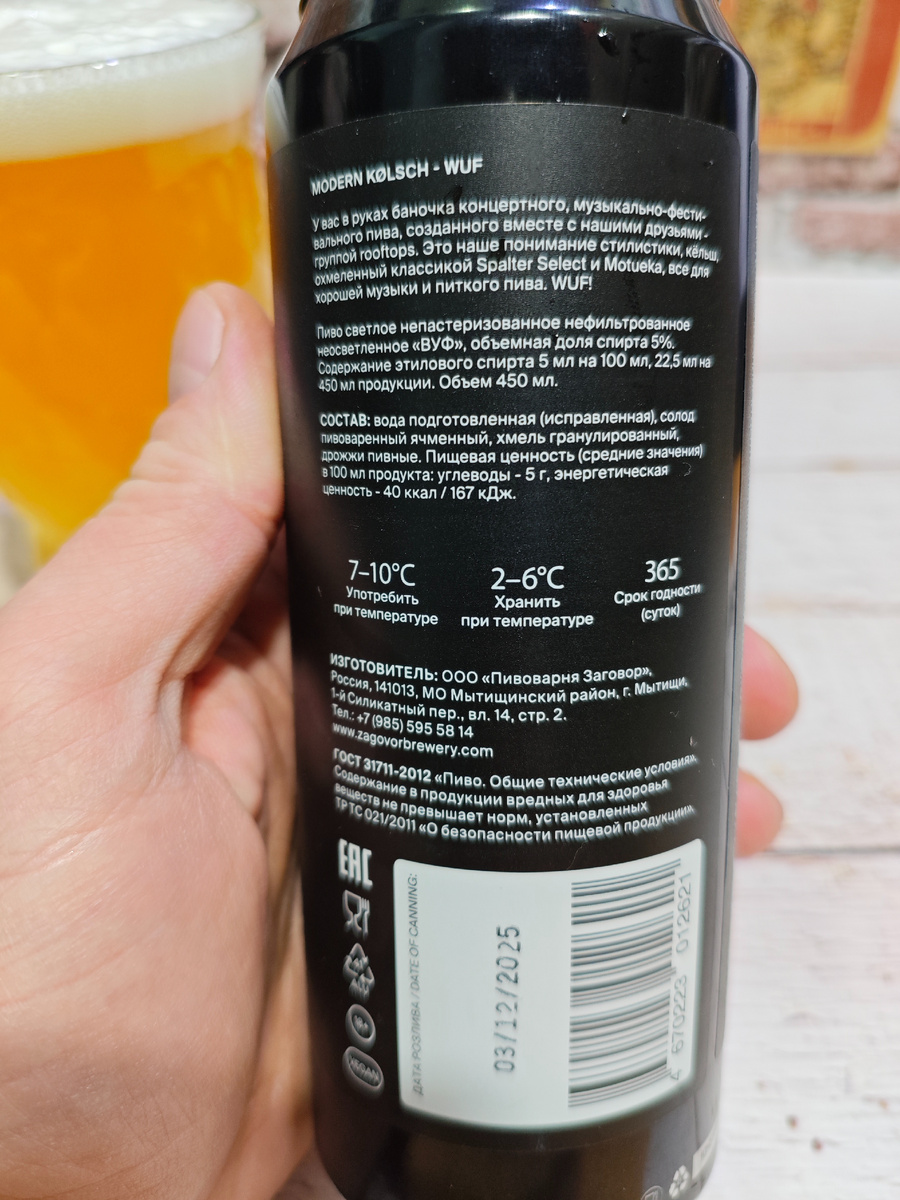 MODERN KØLSCH - WUF
У вас в руках баночка концертного, музыкально-фести-
вального пива, созданного вместе с нашими друзьями -
группой rooftops. Это наше понимание стилистики, кёльш,
охмеленный классикой Spalter Select и Motueka, все для
хорошей музыки и питкого пива. WUF!
Пиво светлое непастеризованное нефильтрованное
неосветленное «ВУФ», объемная доля спирта 5%.
Содержание этилового спирта 5 мл на 100 мл, 22,5 мл на
450 мл продукции. Объем 450 мл.
СОСТАВ: вода подготовленная (исправленная), солод
пивоваренный ячменный, хмель гранулированный,
дрожжи пивные. Пищевая ценность (средние значения)
в 100 мл продукта: углеводы - 5 г, энергетическая
ценность - 40 ккал / 167 кДж.
7–10°C
Употребить
при температуре
2–6°C
Хранить
при температуре
365
Срок годности
(суток)
ИЗГОТОВИТЕЛЬ: ООО «Пивоварня Заговор»,
Россия, 141013, МО Мытищинский район, г. Мытищи,
1-й Силикатный пер., вл. 14, стр. 2.
Тел.: +7 (985) 595 58 14
www.zagovorbrewery.com
ГОСТ 31711-2012 «Пиво. Общие технические условия».
Содержание в продукции вредных для здоровья
веществ не превышает норм, установленных
ТР ТС 021/2011 «О безопасности пищевой продукции».
EAC
18+
VEGAN
ДАТА РОЗЛИВА / DATE OF CANNING:
03/12/2025
4 670223 012621